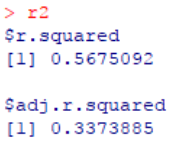 > r2
$r.squared
[1] 0.5675092
$adj.r.squared
[1] 0.3373885